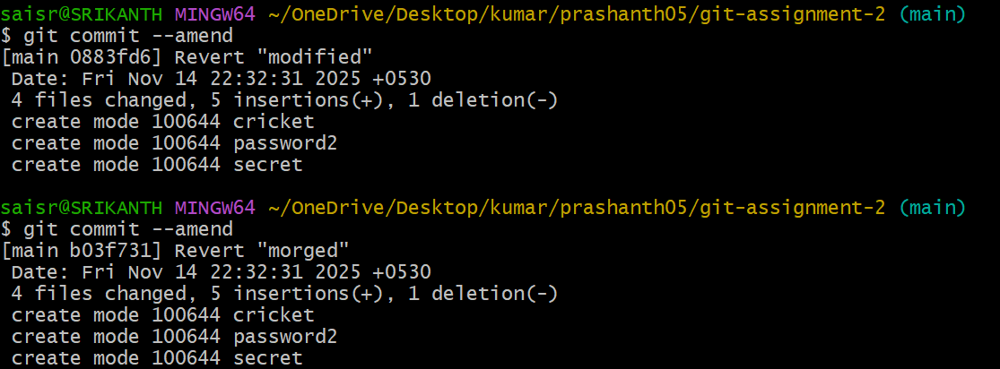 saisr@SRIKANTH MINGW64 ~/OneDrive/Desktop/kumar/prashanth05/git-assignment-2 (main)
$ git commit --amend
[main 0883fd6] Revert "modified"
 Date: Fri Nov 14 22:32:31 2025 +0530
 4 files changed, 5 insertions(+), 1 deletion(-)
 create mode 100644 cricket
 create mode 100644 password2
 create mode 100644 secret

saisr@SRIKANTH MINGW64 ~/OneDrive/Desktop/kumar/prashanth05/git-assignment-2 (main)
$ git commit --amend
[main b03f731] Revert "morged"
 Date: Fri Nov 14 22:32:31 2025 +0530
 4 files changed, 5 insertions(+), 1 deletion(-)
 create mode 100644 cricket
 create mode 100644 password2
 create mode 100644 secret